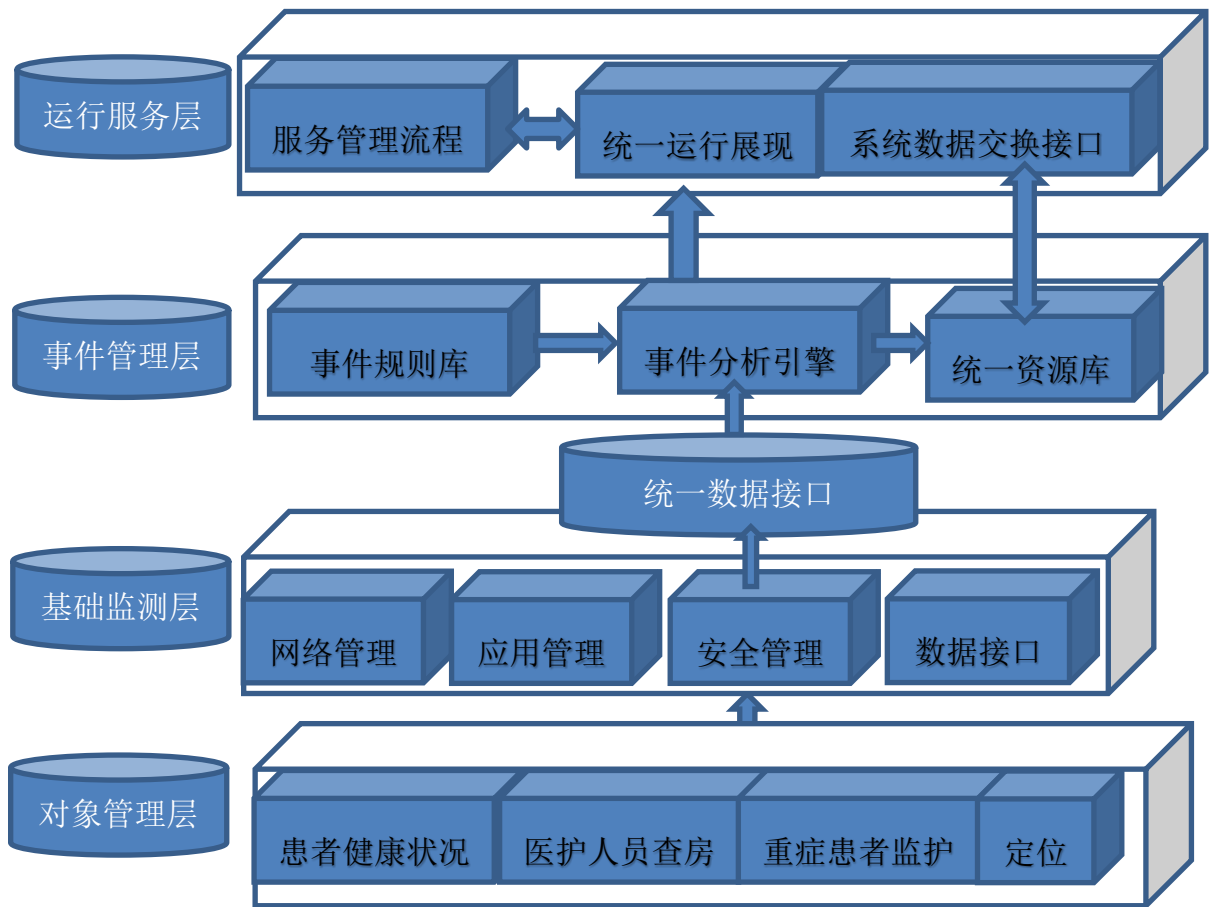 运行服务层
服务管理流程
统一运行展现
系统数据交换接口
事件管理层
事件规则库
事件分析引擎
统一资源库
统一数据接口
基础监测层
网络管理
应用管理
安全管理
数据接口
对象管理层
患者健康状况
医护人员查房
重症患者监护
定位